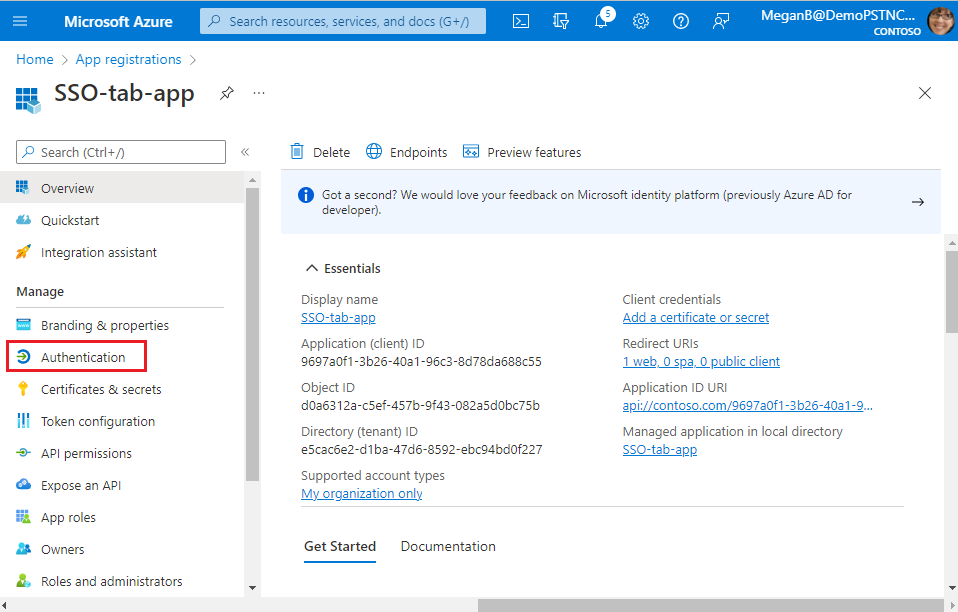 Microsoft Azure
Search resources, services, and docs (G+/)
5
MeganB@DemoPSTNC...
CONTOSO
Home > App registrations >
SSO-tab-app
...
Search (Ctrl+/)
«
Overview
Quickstart
Integration assistant
Manage
Branding & properties
Authentication
Certificates & secrets
Token configuration
API permissions
Expose an API
App roles
Owners
Roles and administrators
Delete
Endpoints
Preview features
Got a second? We would love your feedback on Microsoft identity platform (previously Azure AD for
developer).
Essentials
Display name
SSO-tab-app
Application (client) ID
9697a0f1-3b26-40a1-96c3-8d78da688c55
Object ID
d0a6312a-c5ef-457b-9f43-082a5d0bc75b
Directory (tenant) ID
e5cac6e2-d1ba-47d6-8592-ebc94bd0f227
Supported account types
My organization only
Client credentials
Add a certificate or secret
Redirect URIs
1 web, 0 spa, 0 public client
Application ID URI
api://contoso.com/9697a0f1-3b26-40a1-9...
Managed application in local directory
SSO-tab-app
Get Started
Documentation